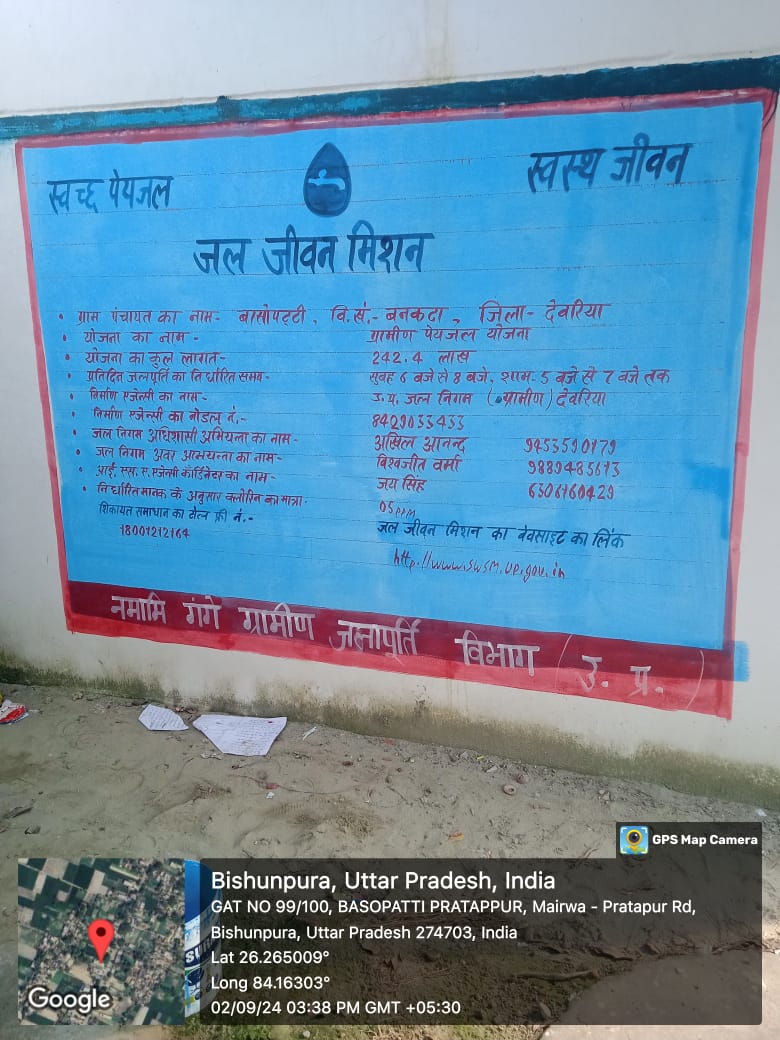 स्वच्छ पेयजल
स्वस्थ जीवन
जल जीवन मिशन
• ग्राम पंचायत का नाम- बासोपट्टी, वि.सं.- बनकटा, जिला- देवरिया
• योजना का नाम - ग्रामीण पेयजल योजना
• योजना का कुल लागत- 242.4 लाख
• प्रतिदिन जलपूर्ति का निर्धारित समय- सुबह 6 बजे से 8 बजे, शाम- 5 बजे से 7 बजे तक
• निर्माण एजेन्सी का नाम- उ.प्र. जल निगम (ग्रामीण) देवरिया
• निर्माण एजेन्सी का नोडल नं.- 8429033433
• जल निगम अधिशासी अभियन्ता का नाम- अखिल आनन्द 9453590179
• जल निगम अवर अभियन्ता का नाम- विश्वजीत वर्मा 9889485673
• आई. एस. ए. एजेंसी कॉर्डिनेटर का नाम- जय सिंह 6306160429
• निर्धारित मानक के अनुसार क्लोरिन का मात्रा- 05 PPM
शिकायत समाधान का टोल फ्री नं.- जल जीवन मिशन का वेवसाइट का लिंक
18001212164
http://www.swsm.up.gov.in
नमामि गंगे ग्रामीण जलापूर्ति विभाग (उ. प्र.)
GPS Map Camera
Bishunpura, Uttar Pradesh, India
GAT NO 99/100, BASOPATTI PRATAPPUR, Mairwa - Pratapur Rd,
Bishunpura, Uttar Pradesh 274703, India
Lat 26.265009°
Long 84.16303°
02/09/24 03:38 PM GMT +05:30
Google